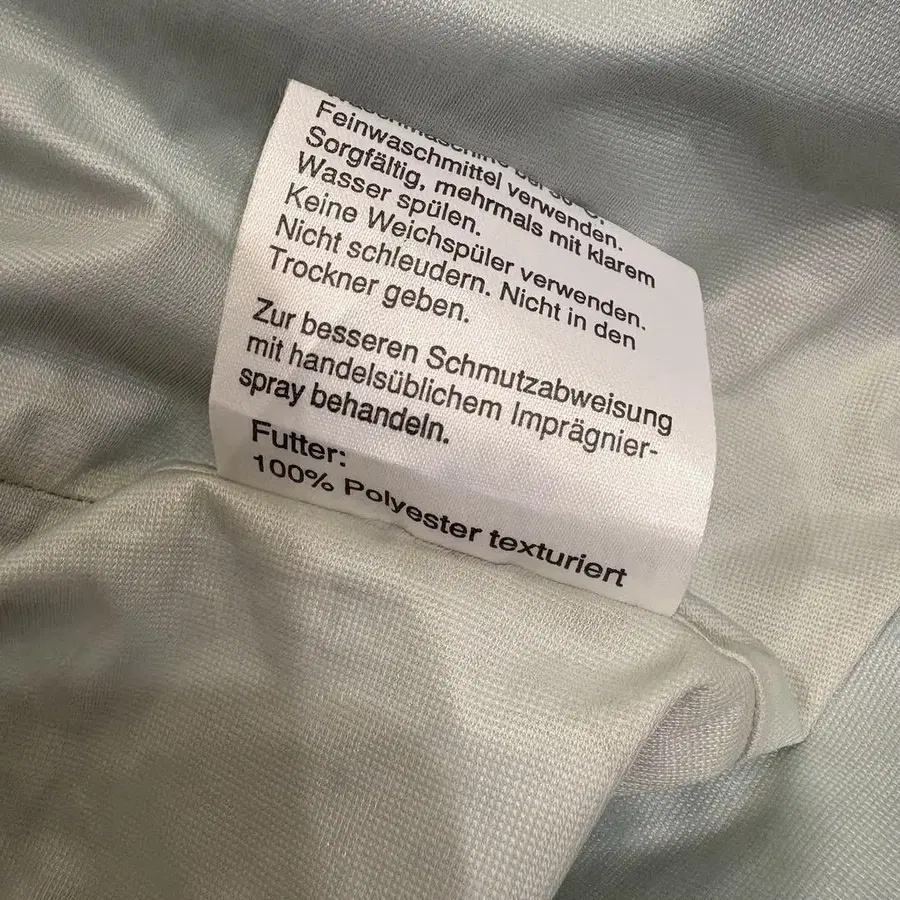 Feinwaschmittel verwenden.
Sorgfältig, mehrmals mit klarem
Wasser spülen.
Keine Weichspüler verwenden.
Nicht schleudern. Nicht in den
Trockner geben.
Zur besseren Schmutzabweisung
mit handelsüblichem Imprägnier-
spray behandeln.
Futter:
100% Polyester texturiert